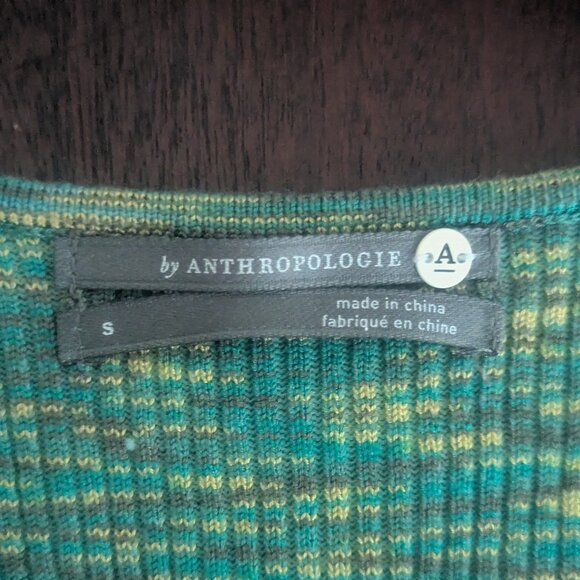 by ANTHROPOLOGIE A
S
made in china
fabriqué en chine